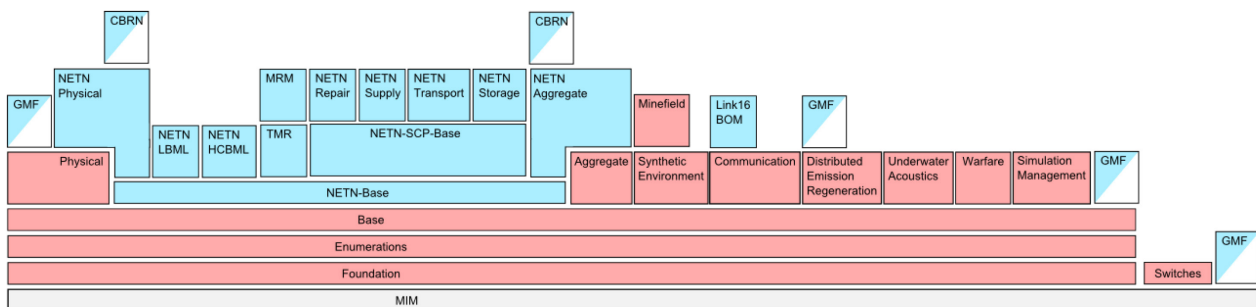 CBRN
CBRN
NETN
Physical
MRM
NETN
Repair
NETN
Supply
NETN
Transport
NETN
Storage
NETN
Aggregate
GMF
Minefield
Link16
BOM
GMF
NETN
LBML
NETN
HCBML
TMR
NETN-SCP-Base
Physical
Aggregate
Synthetic
Environment
Communication
Distributed
Emission
Regeneration
Underwater
Acoustics
Warfare
Simulation
Management
GMF
NETN-Base
Base
Enumerations
GMF
Foundation
Switches
MIM